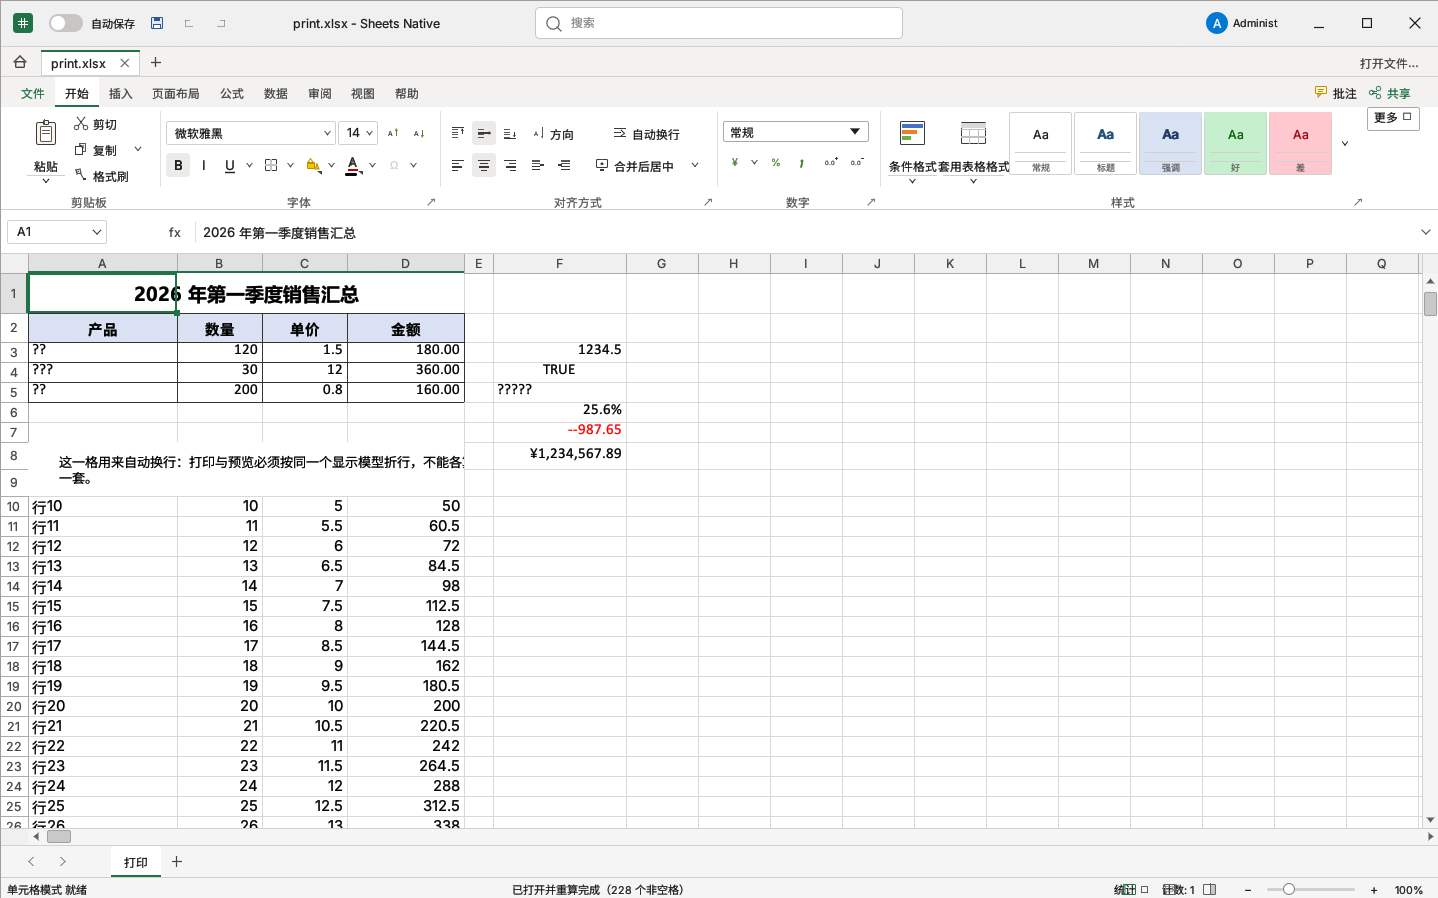 自动保存
print.xlsx - Sheets Native
搜索
A Administ
print.xlsx
打开文件...
文件 开始 插入 页面布局 公式 数据 审阅 视图 帮助 批注 共享
粘贴
剪切
复制
格式刷
剪贴板
微软雅黑 14
B I U A
字体
方向 自动换行
合并后居中
对齐方式
常规
¥ %
数字
条件格式 套用表格格式
Aa 常规
Aa 标题
Aa 强调
Aa 好
Aa 差
更多
样式
A1 fx 2026 年第一季度销售汇总
A B C D E F G H I J K L M N O P Q
1 2026 年第一季度销售汇总
2 产品 数量 单价 金额
3 ?? 120 1.5 180.00 1234.5
4 ??? 30 12 360.00 TRUE
5 ?? 200 0.8 160.00 ?????
6 25.6%
7 --987.65
8 ¥1,234,567.89
这一格用来自动换行：打印与预览必须按同一个显示模型折行，不能各
9 一套。
10 行10 10 5 50
11 行11 11 5.5 60.5
12 行12 12 6 72
13 行13 13 6.5 84.5
14 行14 14 7 98
15 行15 15 7.5 112.5
16 行16 16 8 128
17 行17 17 8.5 144.5
18 行18 18 9 162
19 行19 19 9.5 180.5
20 行20 20 10 200
21 行21 21 10.5 220.5
22 行22 22 11 242
23 行23 23 11.5 264.5
24 行24 24 12 288
25 行25 25 12.5 312.5
26 行26 26 13 338
打印
单元格模式 就绪 已打开并重算完成（228 个非空格） 统计 计数: 1 100%